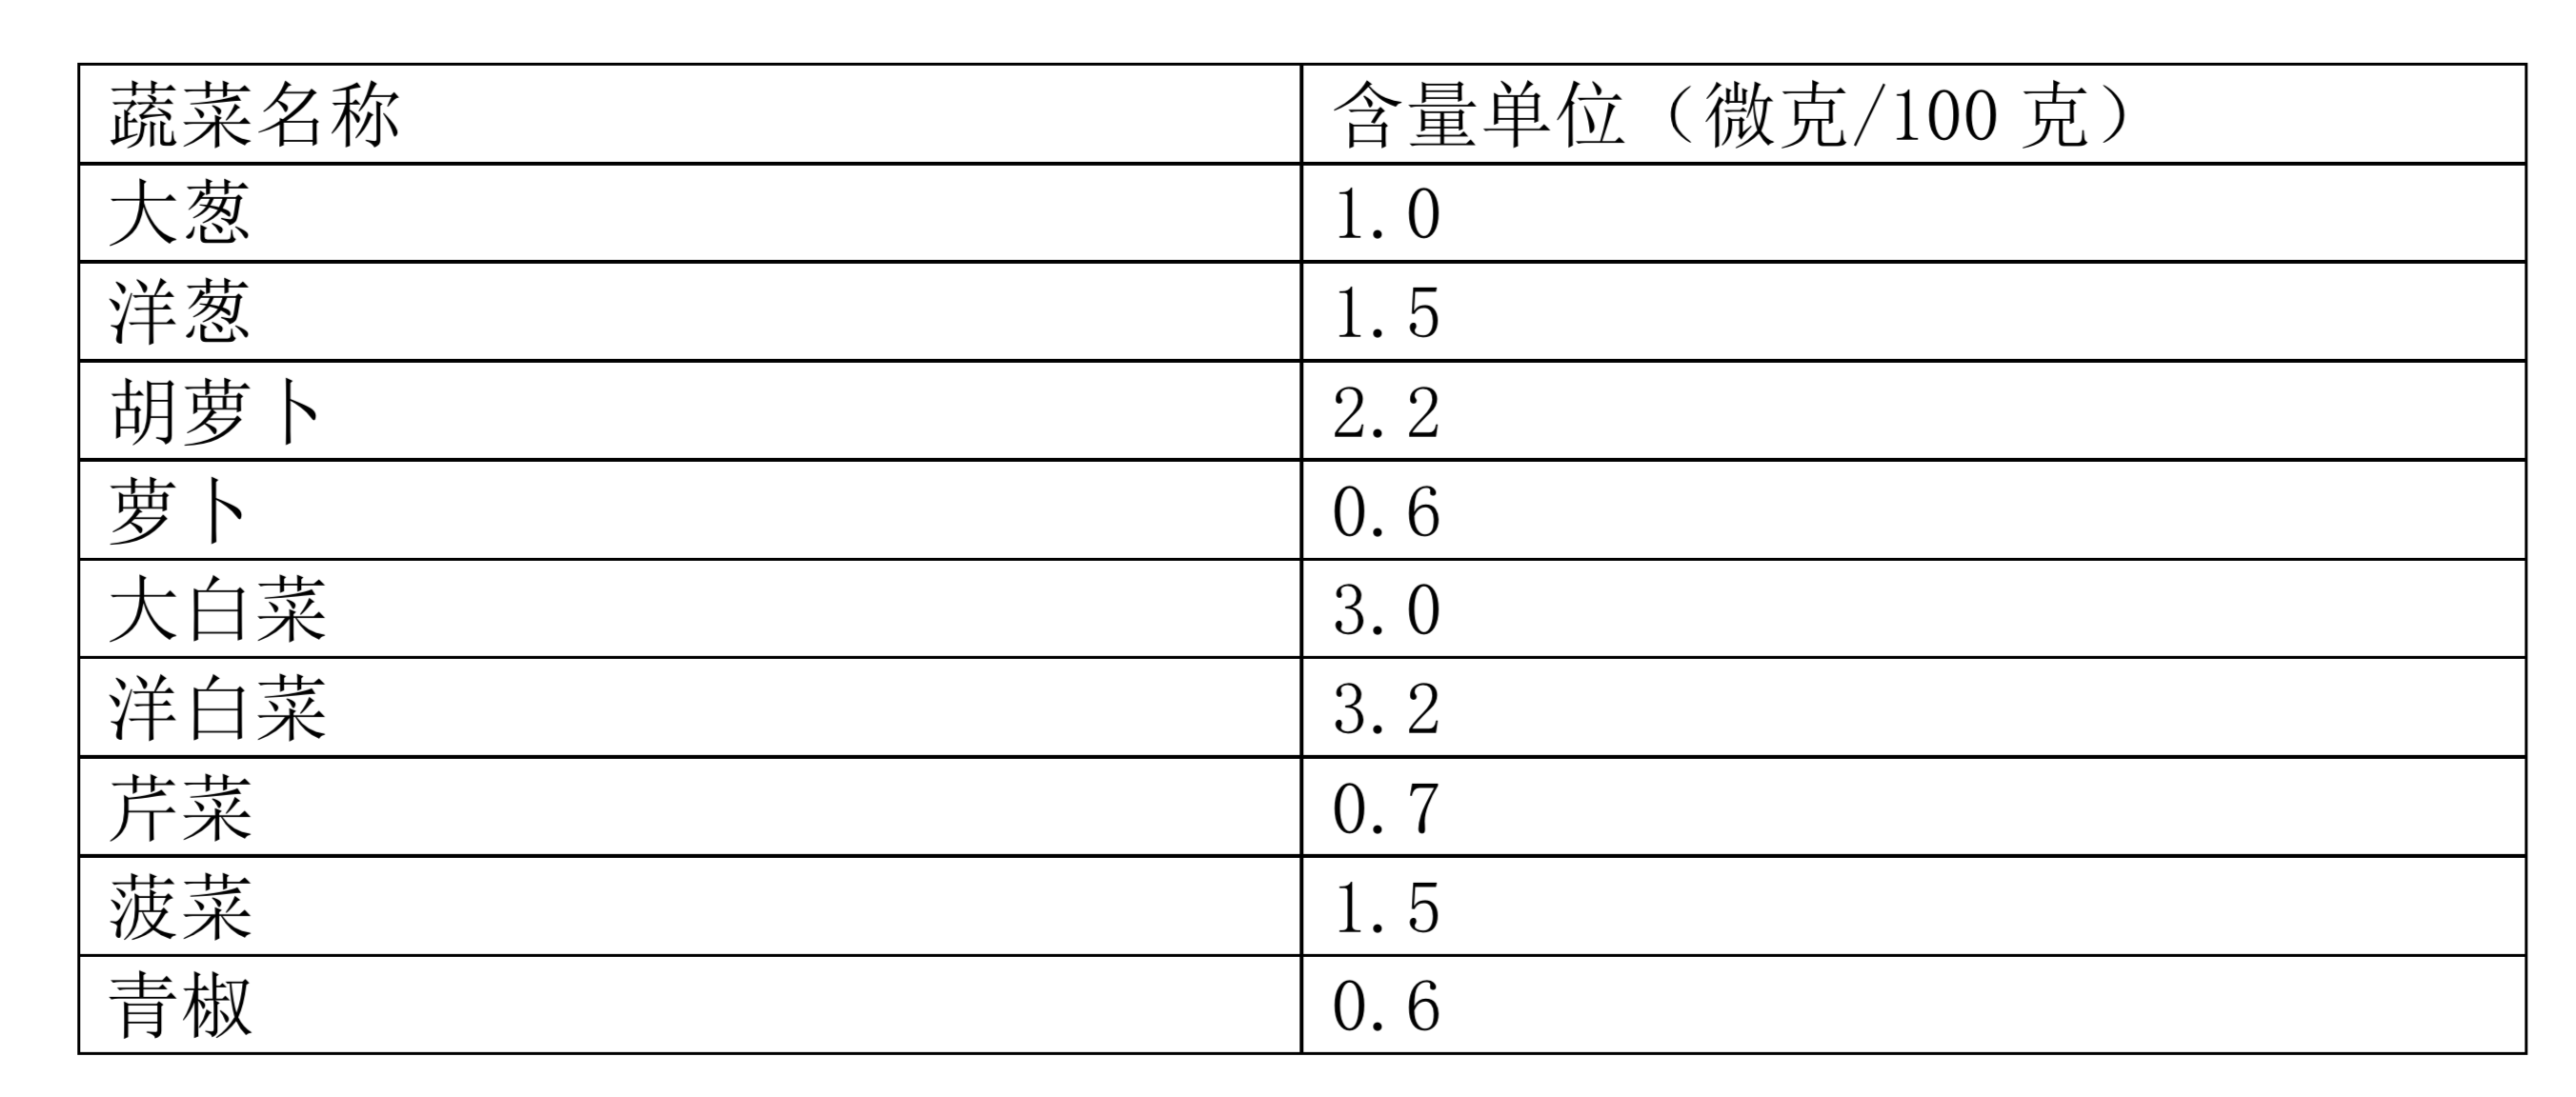 蔬菜名称 含量单位（微克/100 克）
大葱 1.0
洋葱 1.5
胡萝卜 2.2
萝卜 0.6
大白菜 3.0
洋白菜 3.2
芹菜 0.7
菠菜 1.5
青椒 0.6